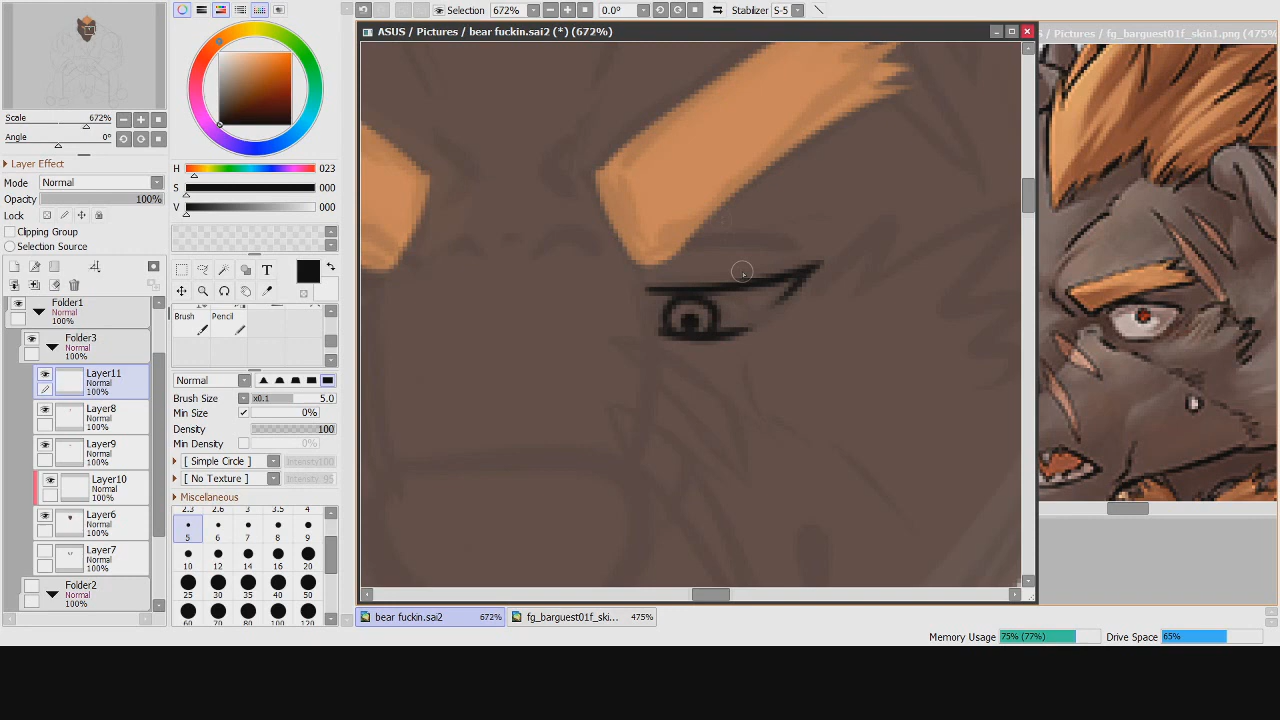 Selection 672% 0.0° Stabilizer S-5
ASUS / Pictures / bear fuckin.sai2 (*) (672%)
/ Pictures / fg_barguest01f_skin1.png (475%
Scale 672%
Angle 0°
Layer Effect
Mode Normal
Opacity 100%
Lock
Clipping Group
Selection Source
Folder1
Normal
100%
Folder3
Normal
100%
Layer11
Normal
100%
Layer8
Normal
100%
Layer9
Normal
100%
Layer10
Normal
100%
Layer6
Normal
100%
Layer7
Normal
100%
Folder2
Normal
100%
H 023
S 000
V 000
T
Brush Pencil
Normal
Brush Size x0.1 5.0
Min Size 0%
Density 100
Min Density 0%
[ Simple Circle ] Intensity 100
[ No Texture ] Intensity 95
Miscellaneous
2.3 2.6 3 3.5 4
5 6 7 8 9
10 12 14 16 20
25 30 35 40 50
60 70 80 100 120
bear fuckin.sai2 672% fg_barguest01f_ski... 475%
Memory Usage 75% (77%) Drive Space 65%